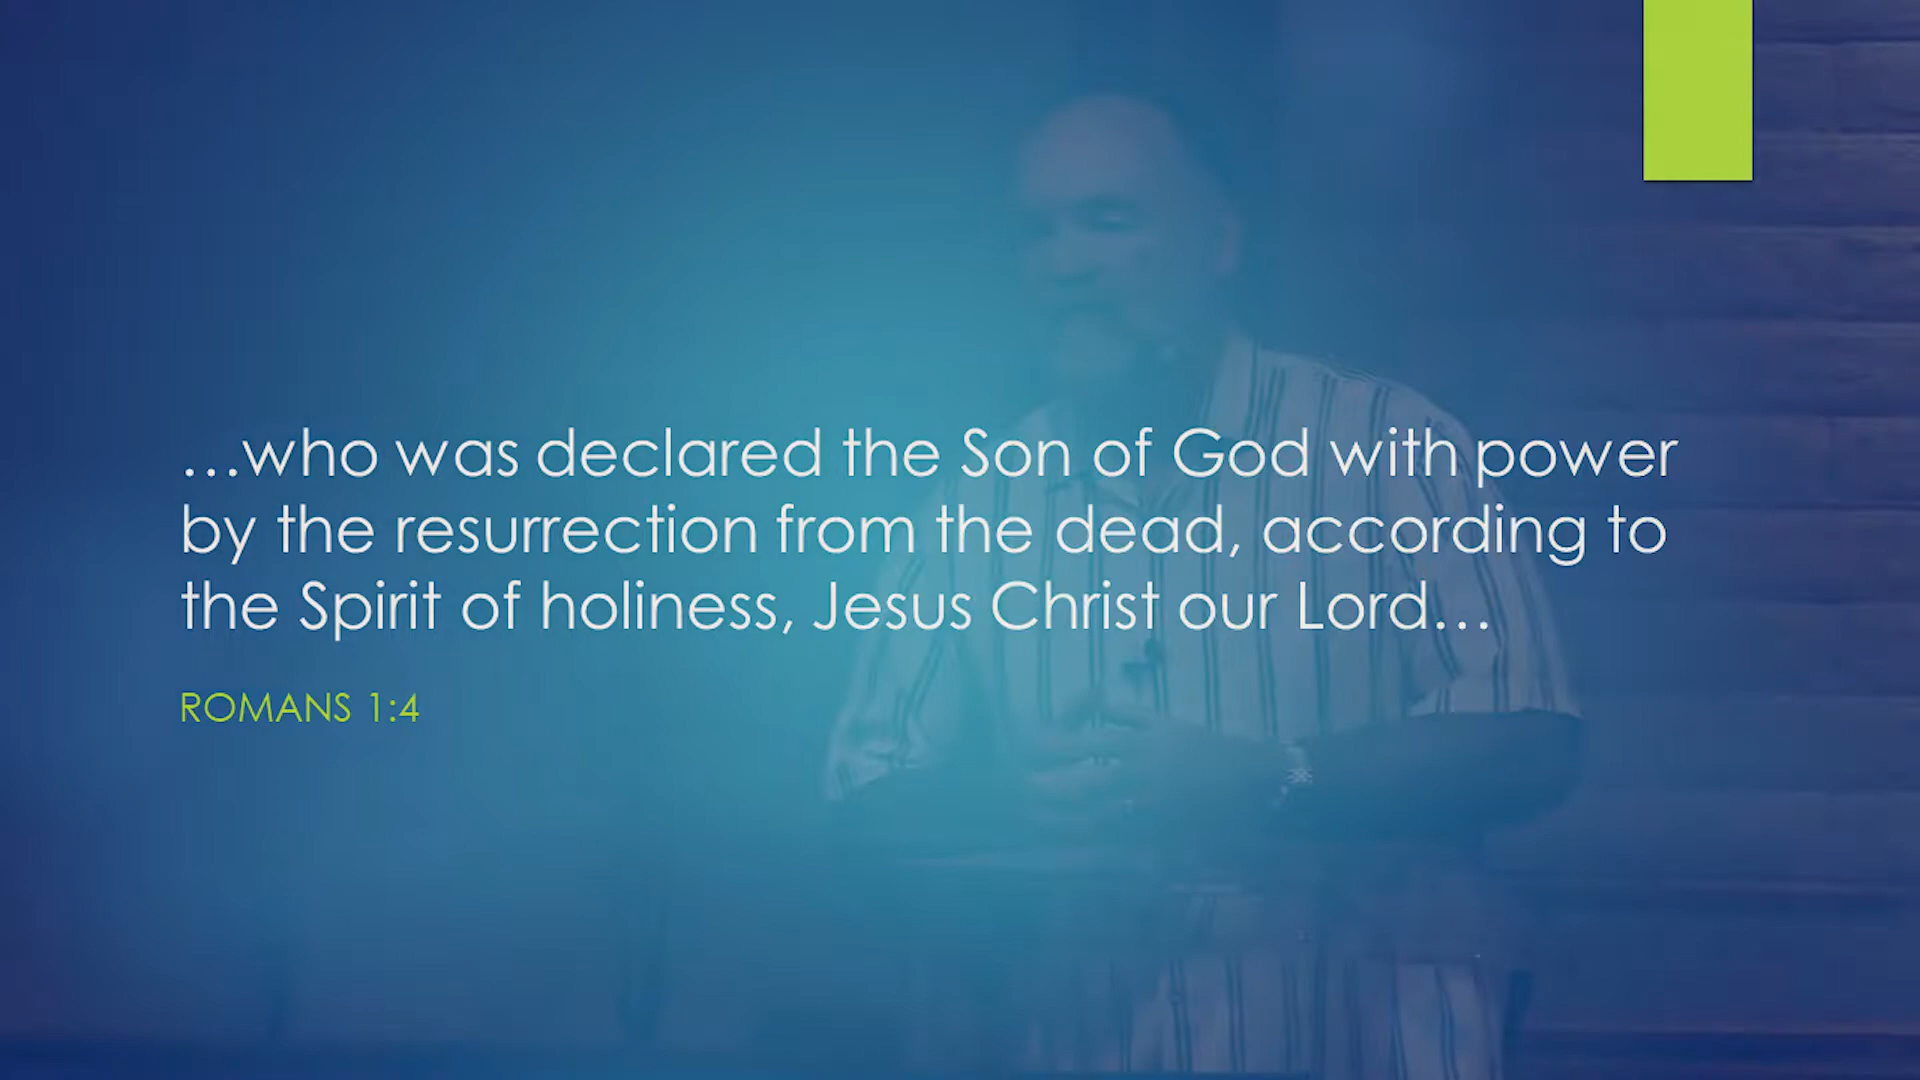 …who was declared the Son of God with power
by the resurrection from the dead, according to
the Spirit of holiness, Jesus Christ our Lord…
ROMANS 1:4